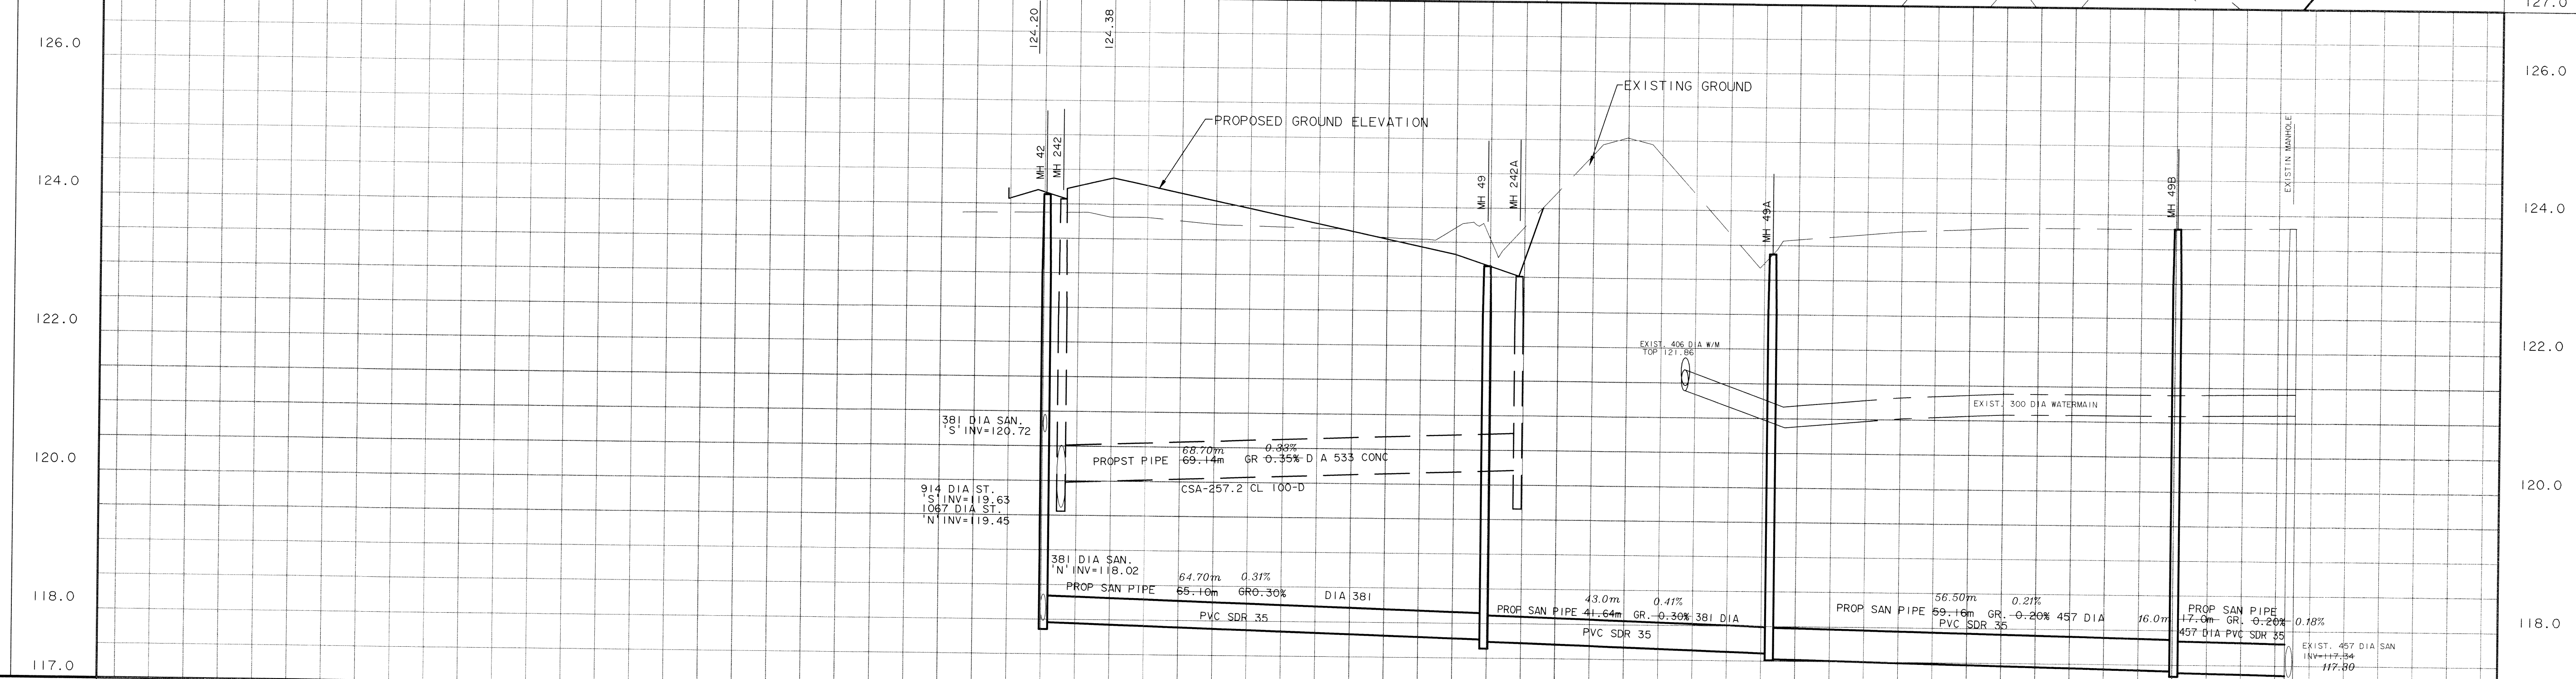 127.0
124.20
124.38
126.0
126.0
EXISTING GROUND
PROPOSED GROUND ELEVATION
EXISTIN MANHOLE
MH 42
MH 242
MH 49
MH 242A
MH 49A
MH 49B
124.0
124.0
122.0
122.0
EXIST. 406 DIA W/M
TOP 121.86
EXIST. 300 DIA WATERMAIN
381 DIA SAN.
'S' INV=120.72
120.0
120.0
68.70m 0.33%
PROPST PIPE 69.14m GR 0.35% D A 533 CONC
CSA-257.2 CL 100-D
914 DIA ST.
'S' INV=119.63
1067 DIA ST.
'N' INV=119.45
381 DIA SAN.
'N' INV=118.02
64.70m 0.31%
PROP SAN PIPE 65.10m GR0.30% DIA 381
PVC SDR 35
43.0m 0.41%
PROP SAN PIPE 41.64m GR. 0.30% 381 DIA
PVC SDR 35
56.50m 0.21%
PROP SAN PIPE 59.16m GR. 0.20% 457 DIA
PVC SDR 35
PROP SAN PIPE
16.0m 17.0m GR. 0.20% 0.18%
457 DIA PVC SDR 35
118.0
118.0
EXIST. 457 DIA SAN
INV=117.34
117.30
117.0